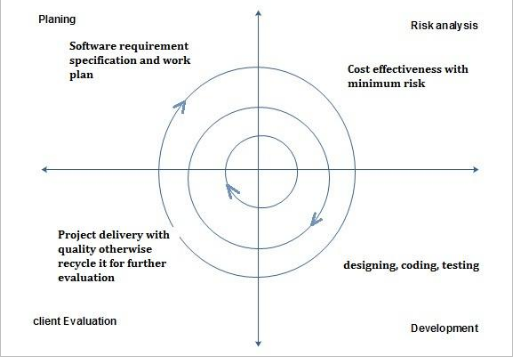 Planing
Risk analysis
Software requirement
specification and work
plan
Cost effectiveness with
minimum risk
Project delivery with
quality otherwise
recycle it for further
evaluation
designing, coding, testing
client Evaluation
Development